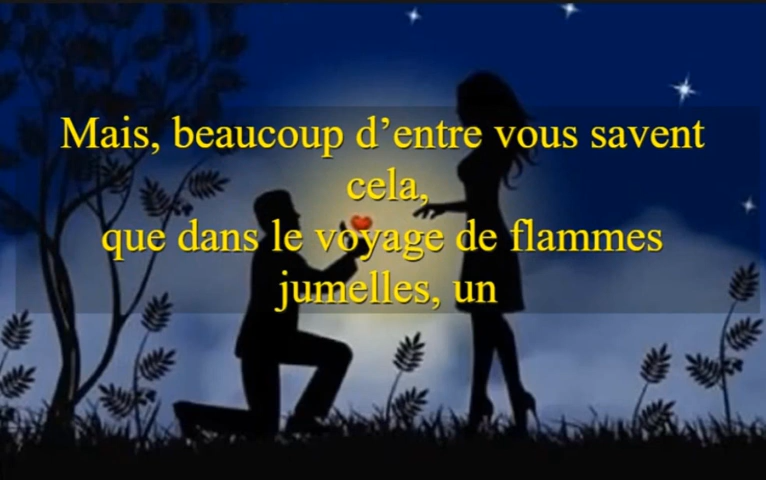 Mais, beaucoup d’entre vous savent
cela,
que dans le voyage de flammes
jumelles, un